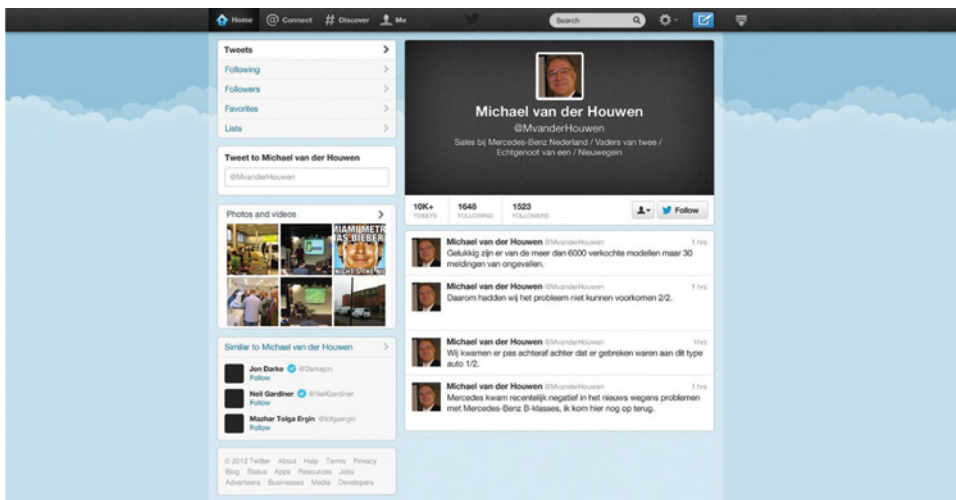 Home @ Connect # Discover Me Search
Tweets
Following
Followers
Favorites
Lists
Tweet to Michael van der Houwen
@MvanderHouwen
Photos and videos
MIAMI METR
AS BIEBER
Similar to Michael van der Houwen
Jon Darke @Darkejon
Follow
Neil Gardiner @NeilGardiner
Follow
Mazhar Tolga Ergin @tolgaergin
Follow
© 2012 Twitter About Help Terms Privacy
Blog Status Apps Resources Jobs
Advertisers Businesses Media Developers
Michael van der Houwen
@MvanderHouwen
Sales bij Mercedes-Benz Nederland / Vaders van twee /
Echtgenoot van een / Nieuwegein
10K+ 1648 1523
TWEETS FOLLOWING FOLLOWERS
Follow
Michael van der Houwen @MvanderHouwen 1 hrs
Gelukkig zijn er van de meer dan 6000 verkochte modellen maar 30
meldingen van ongevallen.
Michael van der Houwen @MvanderHouwen 1 hrs
Daarom hadden wij het probleem niet kunnen voorkomen 2/2.
Michael van der Houwen @MvanderHouwen 1hrs
Wij kwamen er pas achteraf achter dat er gebreken waren aan dit type
auto 1/2.
Michael van der Houwen @MvanderHouwen 1 hrs
Mercedes kwam recentelijk negatief in het nieuws wegens problemen
met Mercedes-Benz B-klasses, ik kom hier nog op terug.